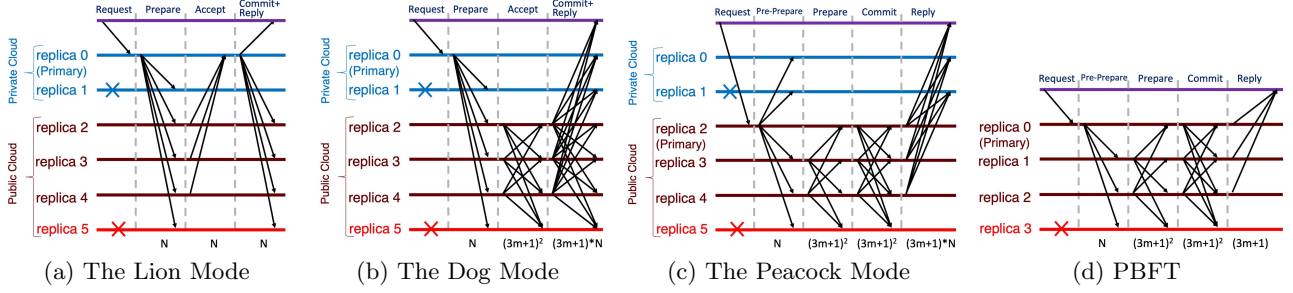 Request Prepare Accept Commit+ Reply
Private Cloud
replica 0
(Primary)
replica 1
Public Cloud
replica 2
replica 3
replica 4
replica 5
N N N
(a) The Lion Mode
Request Prepare Accept Commit+ Reply
Private Cloud
replica 0
(Primary)
replica 1
Public Cloud
replica 2
replica 3
replica 4
replica 5
N (3m+1)² (3m+1)*N
(b) The Dog Mode
Request Pre-Prepare Prepare Commit Reply
Private Cloud
replica 0
replica 1
Public Cloud
replica 2
(Primary)
replica 3
replica 4
replica 5
N (3m+1)² (3m+1)² (3m+1)*N
(c) The Peacock Mode
Request Pre-Prepare Prepare Commit Reply
replica 0
(Primary)
replica 1
replica 2
replica 3
N (3m+1)² (3m+1)² (3m+1)
(d) PBFT